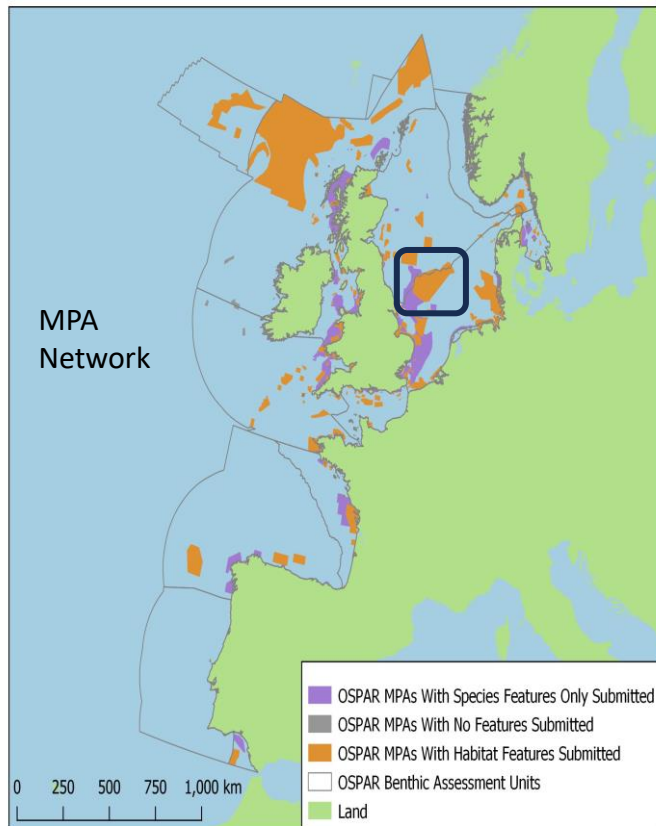 MPA
Network
OSPAR MPAs With Species Features Only Submitted
OSPAR MPAs With No Features Submitted
OSPAR MPAs With Habitat Features Submitted
OSPAR Benthic Assessment Units
Land
0 250 500 750 1,000 km